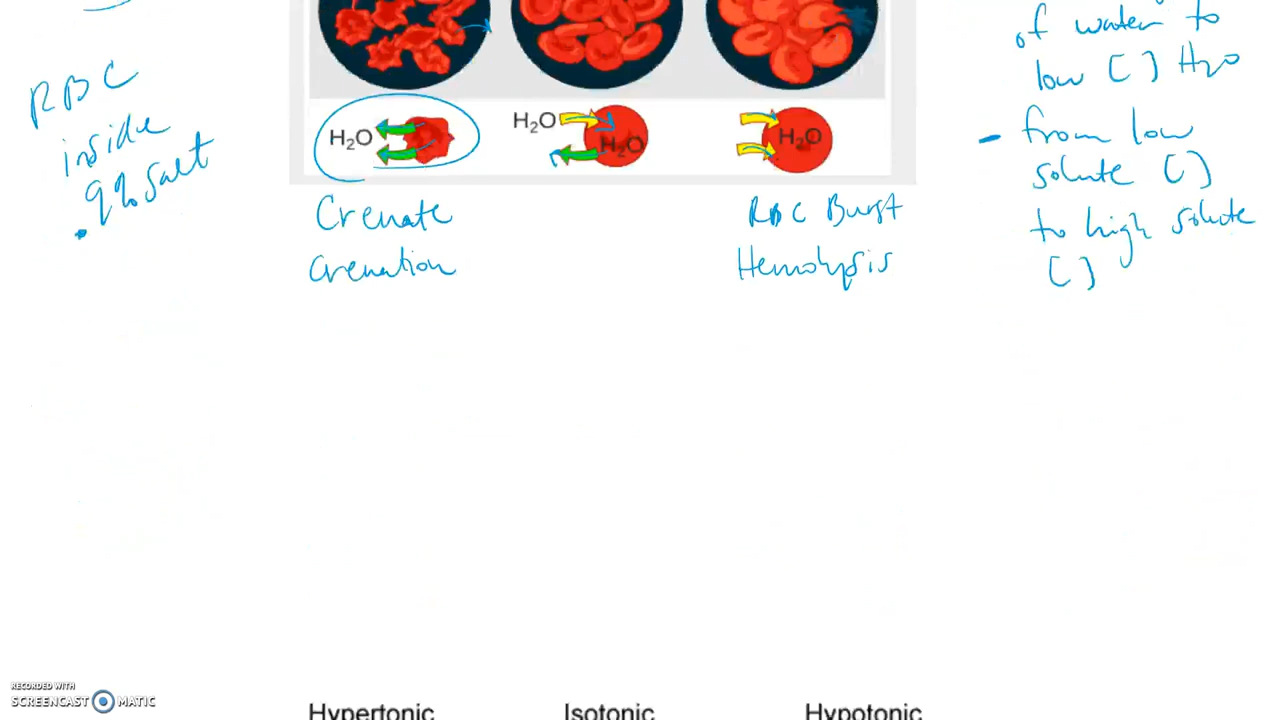 of water to
low [ ] H2O
- from low
solute [ ]
to high solute
[ ]
RBC
inside
.9% salt
H₂O
H₂O
H₂O
H₂O
Crenate
Crenation
RBC Burst
Hemolysis
RECORDED WITH
SCREENCAST MATIC
Hypertonic
Isotonic
Hypotonic